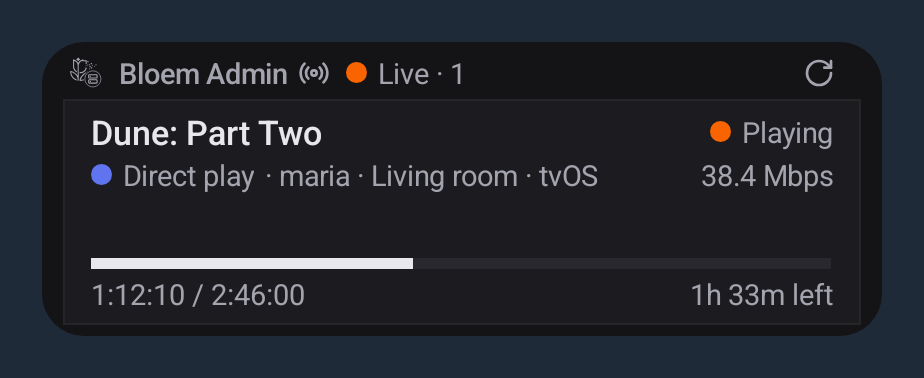 Bloem Admin Live · 1
Dune: Part Two Playing
Direct play · maria · Living room · tvOS 38.4 Mbps
1:12:10 / 2:46:00 1h 33m left